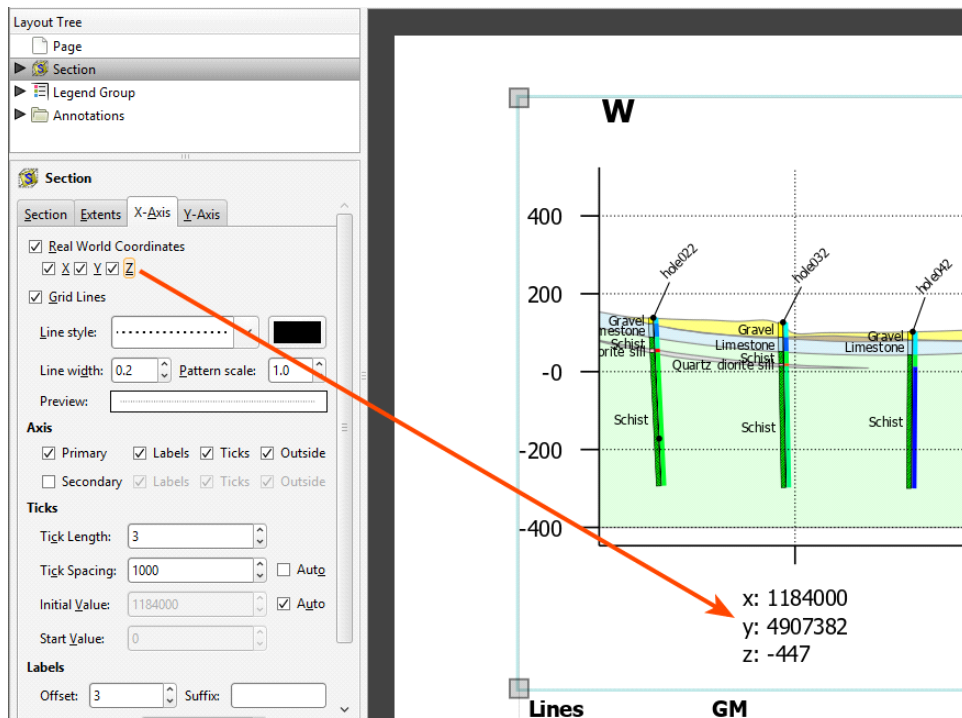 Layout Tree
Page
Section
Legend Group
Annotations
Section
Section Extents X-Axis Y-Axis
Real World Coordinates
X Y Z
Grid Lines
Line style:
Line width: 0.2 Pattern scale: 1.0
Preview:
Axis
Primary Labels Ticks Outside
Secondary Labels Ticks Outside
Ticks
Tick Length: 3
Tick Spacing: 1000 Auto
Initial Value: 1184000 Auto
Start Value: 0
Labels
Offset: 3 Suffix:
W
400
200
-0
-200
-400
hole022
hole032
hole042
Gravel
mestone
Schist
orite sill
Schist
Gravel
Limestone
Schist
Quartz diorite sill
Schist
Gravel
Limestone
Schist
x: 1184000
y: 4907382
z: -447
Lines GM